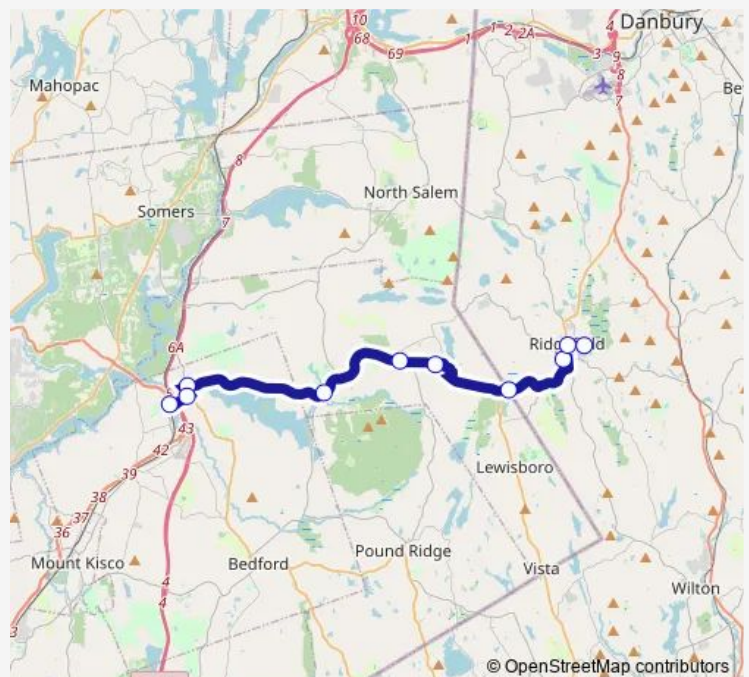 10
68
69
1
2
2A
Danbury
4
3
9
8
7
Mahopac
Be
8
North Salem
Somers
7
6A
Ridgefield
43
42
39
38
37
36
Lewisboro
Mount Kisco
Bedford
Pound Ridge
Vista
4
4
Wilton
3
© OpenStreetMap contributors